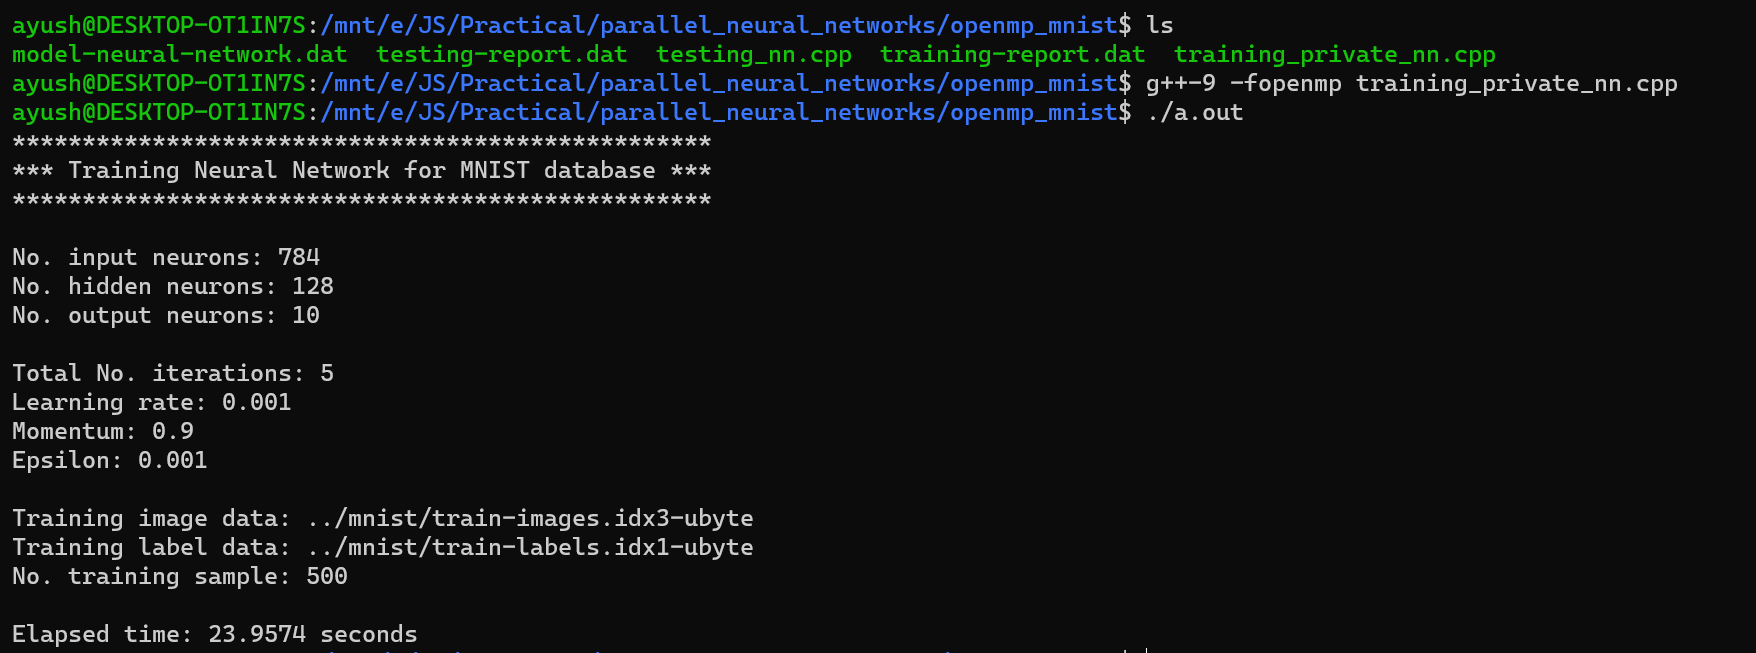 ayush@DESKTOP-OT1IN7S:/mnt/e/JS/Practical/parallel_neural_networks/openmp_mnist$ ls
model-neural-network.dat  testing-report.dat  testing_nn.cpp  training-report.dat  training_private_nn.cpp
ayush@DESKTOP-OT1IN7S:/mnt/e/JS/Practical/parallel_neural_networks/openmp_mnist$ g++-9 -fopenmp training_private_nn.cpp
ayush@DESKTOP-OT1IN7S:/mnt/e/JS/Practical/parallel_neural_networks/openmp_mnist$ ./a.out
**************************************************
*** Training Neural Network for MNIST database ***
**************************************************
No. input neurons: 784
No. hidden neurons: 128
No. output neurons: 10
Total No. iterations: 5
Learning rate: 0.001
Momentum: 0.9
Epsilon: 0.001
Training image data: ../mnist/train-images.idx3-ubyte
Training label data: ../mnist/train-labels.idx1-ubyte
No. training sample: 500
Elapsed time: 23.9574 seconds